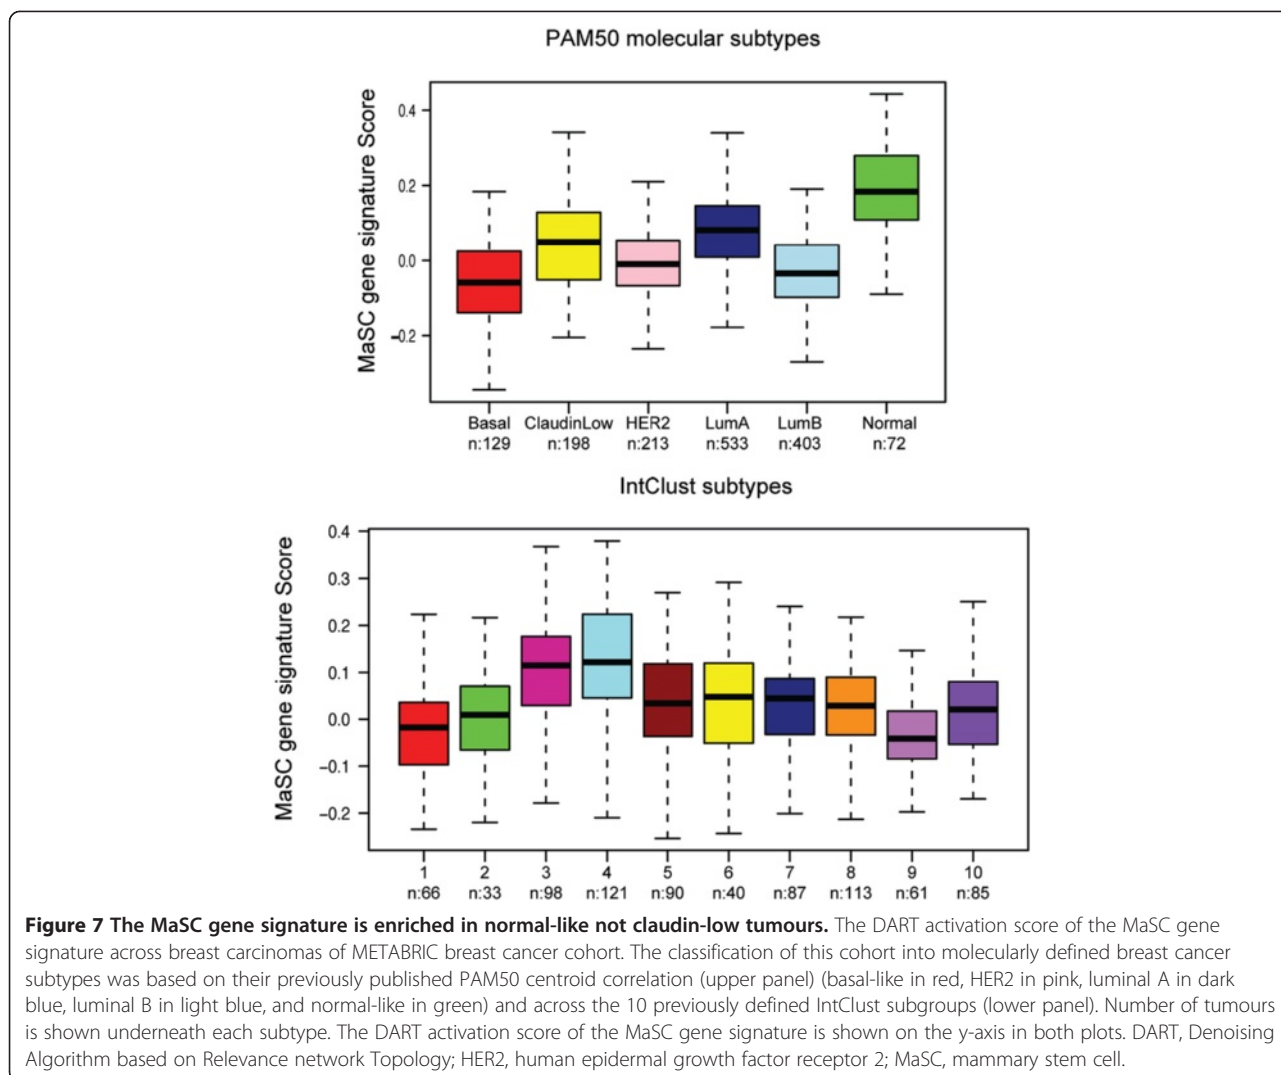 PAM50 molecular subtypes
MaSC gene signature Score
0.4
0.2
0.0
-0.2
Basal ClaudinLow HER2 LumA LumB Normal
n:129 n:198 n:213 n:533 n:403 n:72
IntClust subtypes
MaSC gene signature Score
0.4
0.3
0.2
0.1
0.0
−0.1
−0.2
1 2 3 4 5 6 7 8 9 10
n:66 n:33 n:98 n:121 n:90 n:40 n:87 n:113 n:61 n:85
Figure 7 The MaSC gene signature is enriched in normal-like not claudin-low tumours. The DART activation score of the MaSC gene
signature across breast carcinomas of METABRIC breast cancer cohort. The classification of this cohort into molecularly defined breast cancer
subtypes was based on their previously published PAM50 centroid correlation (upper panel) (basal-like in red, HER2 in pink, luminal A in dark
blue, luminal B in light blue, and normal-like in green) and across the 10 previously defined IntClust subgroups (lower panel). Number of tumours
is shown underneath each subtype. The DART activation score of the MaSC gene signature is shown on the y-axis in both plots. DART, Denoising
Algorithm based on Relevance network Topology; HER2, human epidermal growth factor receptor 2; MaSC, mammary stem cell.